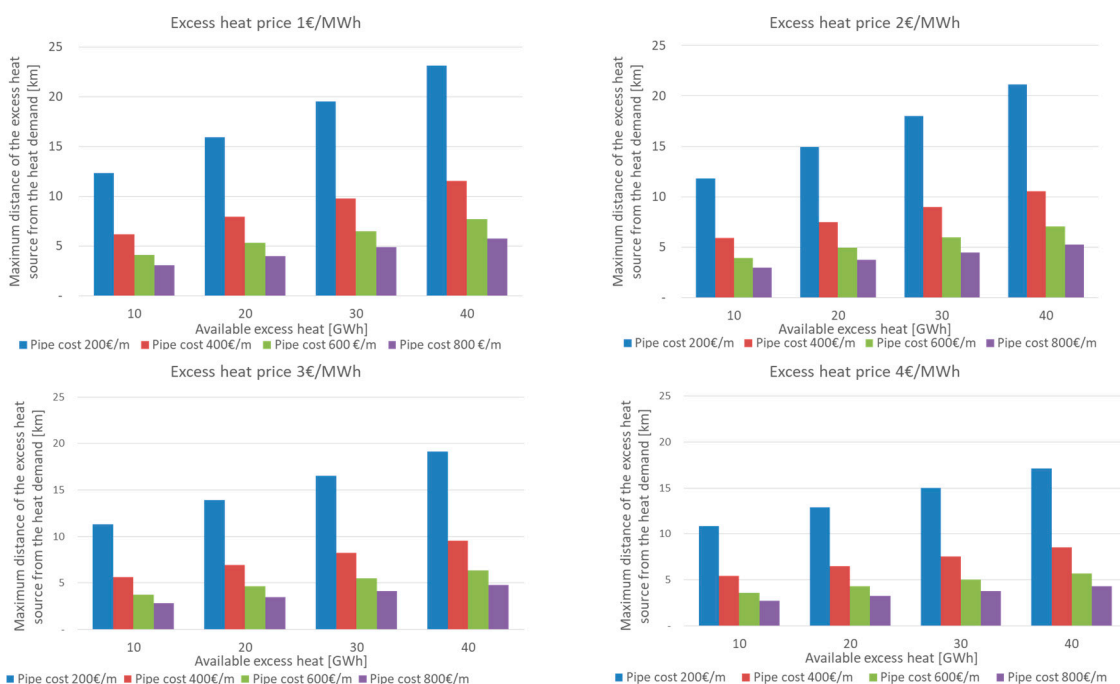 Excess heat price 1€/MWh
Maximum distance of the excess heat
source from the heat demand [km]
25
20
15
10
5
-
10 20 30 40
Available excess heat [GWh]
Pipe cost 200€/m Pipe cost 400€/m Pipe cost 600 €/m Pipe cost 800 €/m
Excess heat price 2€/MWh
Maximum distance of the excess heat
source from the heat demand [km]
25
20
15
10
5
-
10 20 30 40
Available excess heat [GWh]
Pipe cost 200€/m Pipe cost 400€/m Pipe cost 600€/m Pipe cost 800€/m
Excess heat price 3€/MWh
Maximum distance of the excess heat
source from the heat demand [km]
25
20
15
10
5
-
10 20 30 40
Available excess heat [GWh]
Pipe cost 200€/m Pipe cost 400€/m Pipe cost 600€/m Pipe cost 800€/m
Excess heat price 4€/MWh
Maximum distance of the excess heat
source from the heat demand [km]
25
20
15
10
5
-
10 20 30 40
Available excess heat [GWh]
Pipe cost 200€/m Pipe cost 400€/m Pipe cost 600€/m Pipe cost 800€/m